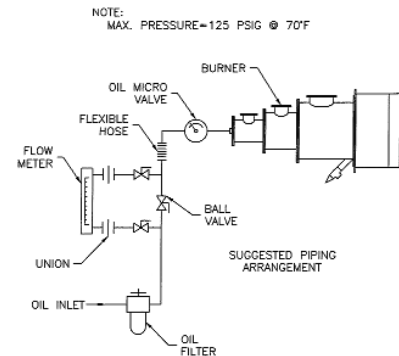 NOTE:
MAX. PRESSURE=125 PSIG @ 70°F
BURNER
OIL MICRO
VALVE
FLEXIBLE
HOSE
FLOW
METER
BALL
VALVE
UNION
SUGGESTED PIPING
ARRANGEMENT
OIL INLET
OIL
FILTER